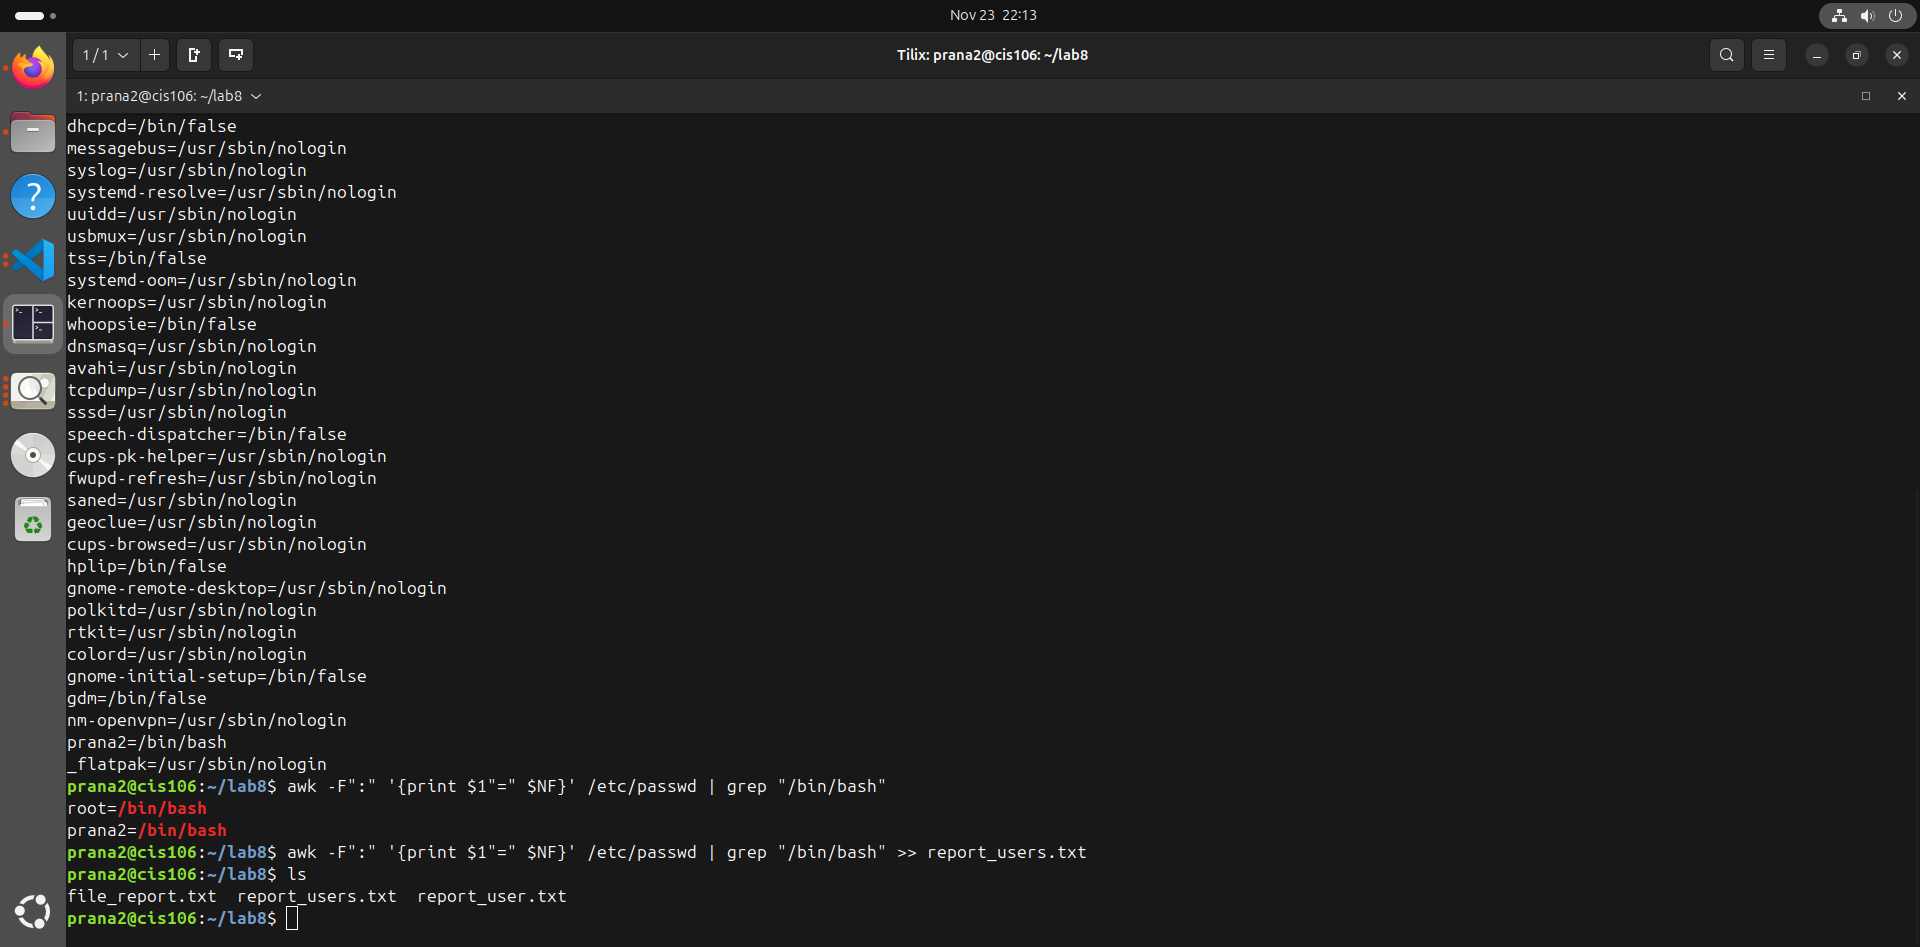 Nov 23 22:13
1 / 1
Tilix: prana2@cis106: ~/lab8
1: prana2@cis106: ~/lab8
dhcpcd=/bin/false
messagebus=/usr/sbin/nologin
syslog=/usr/sbin/nologin
systemd-resolve=/usr/sbin/nologin
uuidd=/usr/sbin/nologin
usbmux=/usr/sbin/nologin
tss=/bin/false
systemd-oom=/usr/sbin/nologin
kernoops=/usr/sbin/nologin
whoopsie=/bin/false
dnsmasq=/usr/sbin/nologin
avahi=/usr/sbin/nologin
tcpdump=/usr/sbin/nologin
sssd=/usr/sbin/nologin
speech-dispatcher=/bin/false
cups-pk-helper=/usr/sbin/nologin
fwupd-refresh=/usr/sbin/nologin
saned=/usr/sbin/nologin
geoclue=/usr/sbin/nologin
cups-browsed=/usr/sbin/nologin
hplip=/bin/false
gnome-remote-desktop=/usr/sbin/nologin
polkitd=/usr/sbin/nologin
rtkit=/usr/sbin/nologin
colord=/usr/sbin/nologin
gnome-initial-setup=/bin/false
gdm=/bin/false
nm-openvpn=/usr/sbin/nologin
prana2=/bin/bash
_flatpak=/usr/sbin/nologin
prana2@cis106:~/lab8$ awk -F":" '{print $1"=" $NF}' /etc/passwd | grep "/bin/bash"
root=/bin/bash
prana2=/bin/bash
prana2@cis106:~/lab8$ awk -F":" '{print $1"=" $NF}' /etc/passwd | grep "/bin/bash" >> report_users.txt
prana2@cis106:~/lab8$ ls
file_report.txt  report_users.txt  report_user.txt
prana2@cis106:~/lab8$